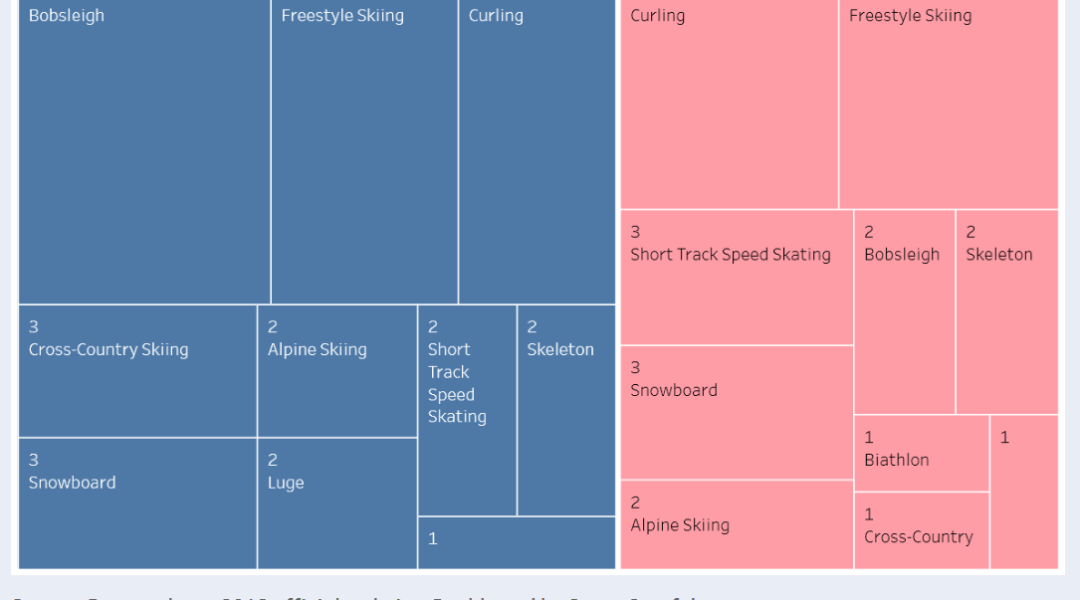 Bobsleigh
Freestyle Skiing
Curling
3
Cross-Country Skiing
2
Alpine Skiing
2
Short
Track
Speed
Skating
2
Skeleton
3
Snowboard
2
Luge
1
Curling
Freestyle Skiing
3
Short Track Speed Skating
2
Bobsleigh
2
Skeleton
3
Snowboard
1
Biathlon
1
2
Alpine Skiing
1
Cross-Country